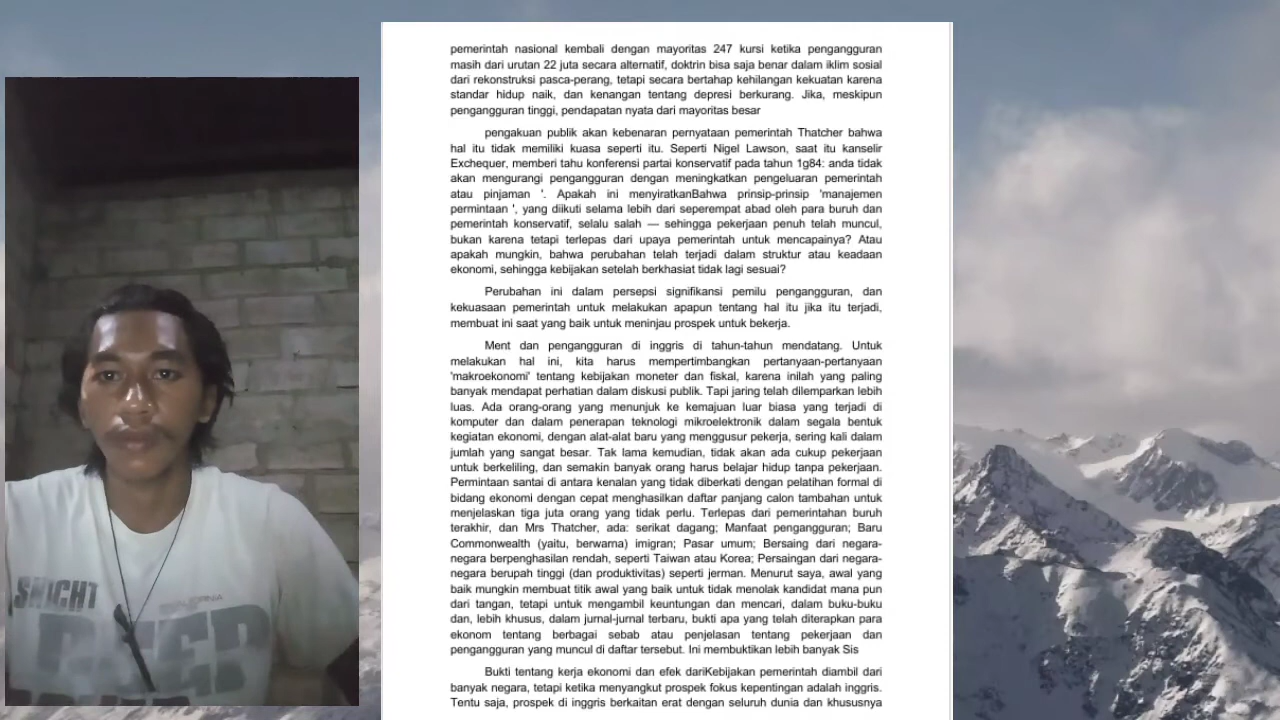 pemerintah nasional kembali dengan mayoritas 247 kursi ketika pengangguran
masih dari urutan 22 juta secara alternatif, doktrin bisa saja benar dalam iklim sosial
dari rekonstruksi pasca-perang, tetapi secara bertahap kehilangan kekuatan karena
standar hidup naik, dan kenangan tentang depresi berkurang. Jika, meskipun
pengangguran tinggi, pendapatan nyata dari mayoritas besar
pengakuan publik akan kebenaran pernyataan pemerintah Thatcher bahwa
hal itu tidak memiliki kuasa seperti itu. Seperti Nigel Lawson, saat itu kanselir
Exchequer, memberi tahu konferensi partai konservatif pada tahun 1g84: anda tidak
akan mengurangi pengangguran dengan meningkatkan pengeluaran pemerintah
atau pinjaman '. Apakah ini menyiratkanBahwa prinsip-prinsip 'manajemen
permintaan ', yang diikuti selama lebih dari seperempat abad oleh para buruh dan
pemerintah konservatif, selalu salah — sehingga pekerjaan penuh telah muncul,
bukan karena tetapi terlepas dari upaya pemerintah untuk mencapainya? Atau
apakah mungkin, bahwa perubahan telah terjadi dalam struktur atau keadaan
ekonomi, sehingga kebijakan setelah berkhasiat tidak lagi sesuai?
Perubahan ini dalam persepsi signifikansi pemilu pengangguran, dan
kekuasaan pemerintah untuk melakukan apapun tentang hal itu jika itu terjadi,
membuat ini saat yang baik untuk meninjau prospek untuk bekerja.
Ment dan pengangguran di inggris di tahun-tahun mendatang. Untuk
melakukan hal ini, kita harus mempertimbangkan pertanyaan-pertanyaan
'makroekonomi' tentang kebijakan moneter dan fiskal, karena inilah yang paling
banyak mendapat perhatian dalam diskusi publik. Tapi jaring telah dilemparkan lebih
luas. Ada orang-orang yang menunjuk ke kemajuan luar biasa yang terjadi di
komputer dan dalam penerapan teknologi mikroelektronik dalam segala bentuk
kegiatan ekonomi, dengan alat-alat baru yang menggusur pekerja, sering kali dalam
jumlah yang sangat besar. Tak lama kemudian, tidak akan ada cukup pekerjaan
untuk berkeliling, dan semakin banyak orang harus belajar hidup tanpa pekerjaan.
Permintaan santai di antara kenalan yang tidak diberkati dengan pelatihan formal di
bidang ekonomi dengan cepat menghasilkan daftar panjang calon tambahan untuk
menjelaskan tiga juta orang yang tidak perlu. Terlepas dari pemerintahan buruh
terakhir, dan Mrs Thatcher, ada: serikat dagang; Manfaat pengangguran; Baru
Commonwealth (yaitu, berwarna) imigran; Pasar umum; Bersaing dari negara-
negara berpenghasilan rendah, seperti Taiwan atau Korea; Persaingan dari negara-
negara berupah tinggi (dan produktivitas) seperti jerman. Menurut saya, awal yang
baik mungkin membuat titik awal yang baik untuk tidak menolak kandidat mana pun
dari tangan, tetapi untuk mengambil keuntungan dan mencari, dalam buku-buku
dan, lebih khusus, dalam jurnal-jurnal terbaru, bukti apa yang telah diterapkan para
ekonom tentang berbagai sebab atau penjelasan tentang pekerjaan dan
pengangguran yang muncul di daftar tersebut. Ini membuktikan lebih banyak Sis
Bukti tentang kerja ekonomi dan efek dariKebijakan pemerintah diambil dari
banyak negara, tetapi ketika menyangkut prospek fokus kepentingan adalah inggris.
Tentu saja, prospek di inggris berkaitan erat dengan seluruh dunia dan khususnya